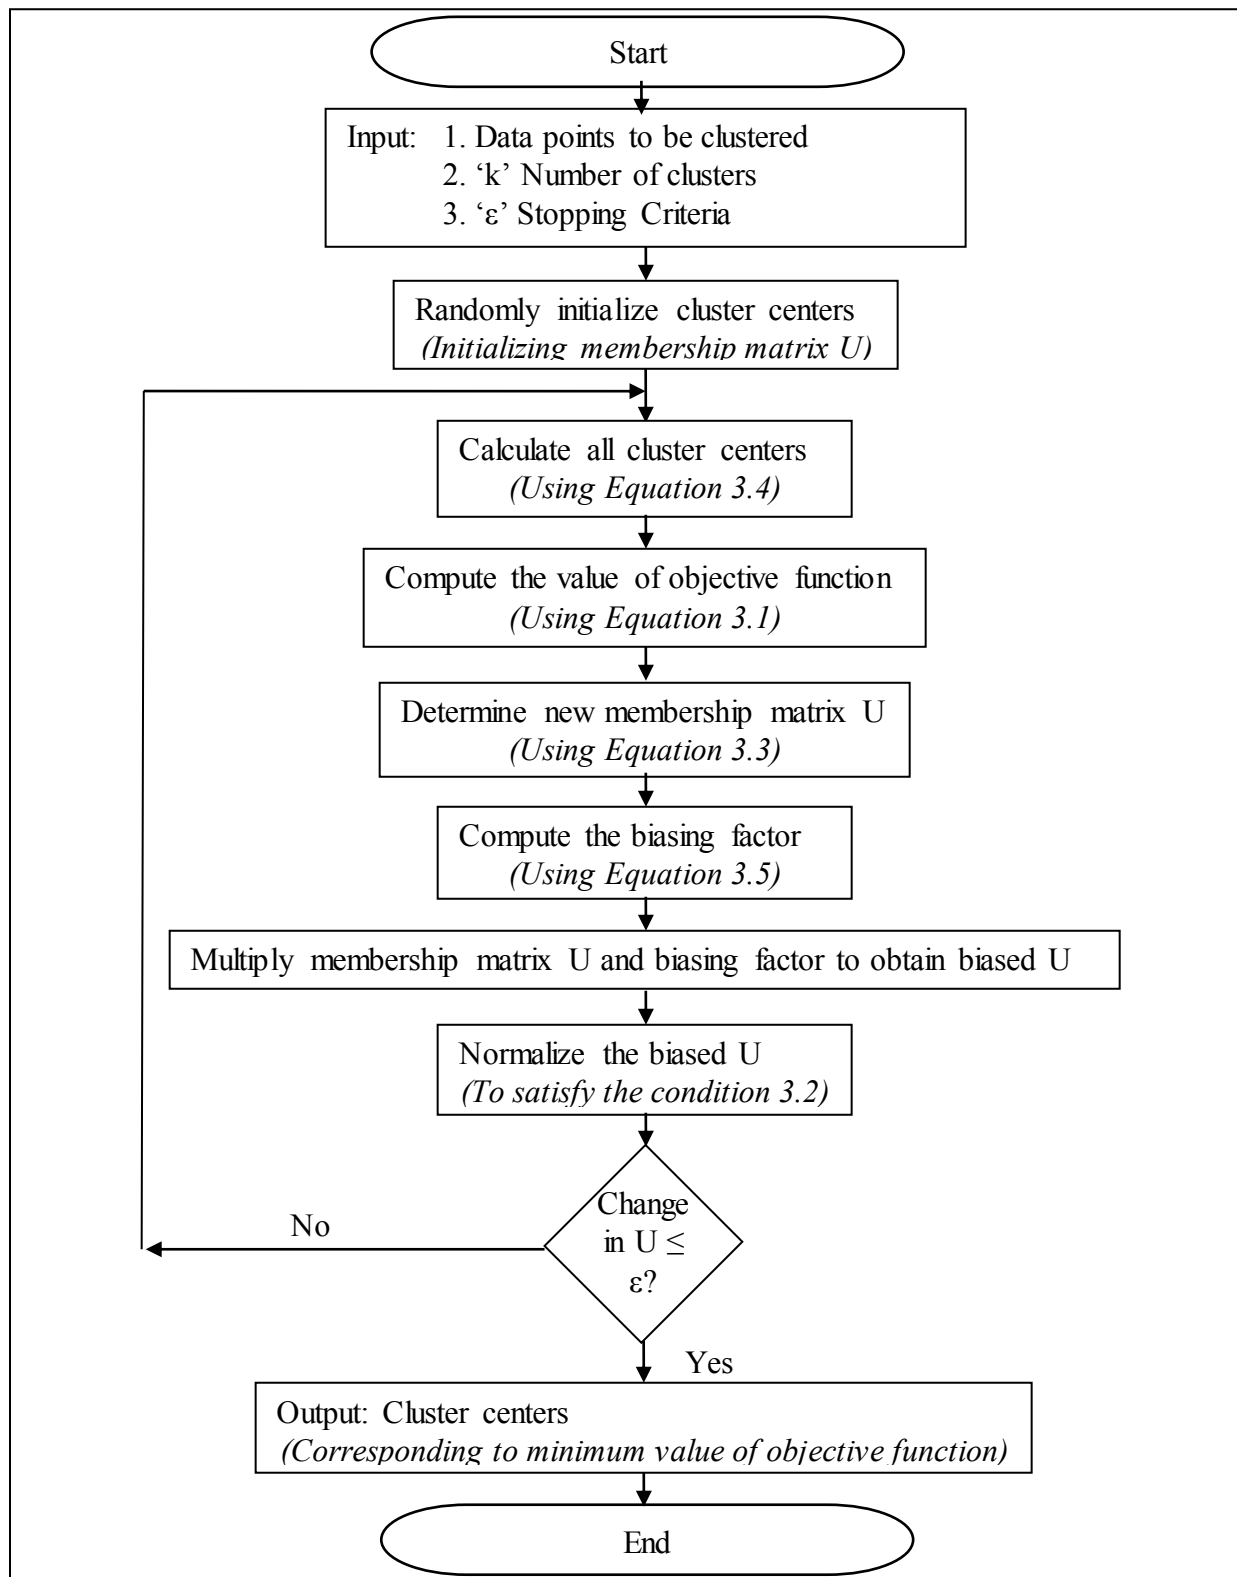 Start
Input: 1. Data points to be clustered
2. ‘k’ Number of clusters
3. ‘ε’ Stopping Criteria
Randomly initialize cluster centers
(Initializing membership matrix U)
Calculate all cluster centers
(Using Equation 3.4)
Compute the value of objective function
(Using Equation 3.1)
Determine new membership matrix U
(Using Equation 3.3)
Compute the biasing factor
(Using Equation 3.5)
Multiply membership matrix U and biasing factor to obtain biased U
Normalize the biased U
(To satisfy the condition 3.2)
Change
in U ≤
ε?
No
Yes
Output: Cluster centers
(Corresponding to minimum value of objective function)
End